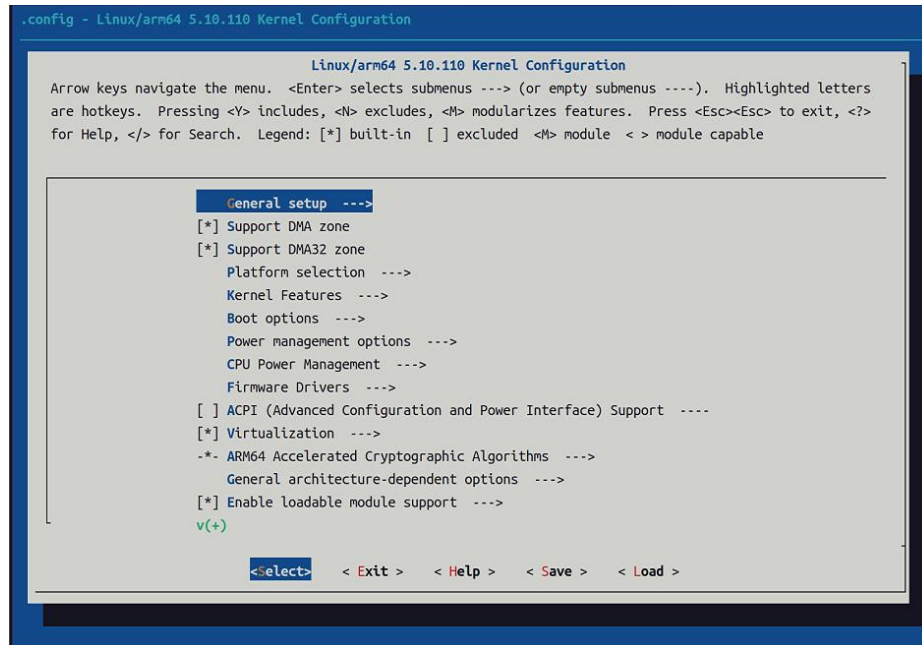 .config - Linux/arm64 5.10.110 Kernel Configuration
Linux/arm64 5.10.110 Kernel Configuration
Arrow keys navigate the menu. <Enter> selects submenus ---> (or empty submenus ----). Highlighted letters
are hotkeys. Pressing <Y> includes, <N> excludes, <M> modularizes features. Press <Esc><Esc> to exit, <?>
for Help, </> for Search. Legend: [*] built-in [ ] excluded <M> module < > module capable
General setup --->
[*] Support DMA zone
[*] Support DMA32 zone
Platform selection --->
Kernel Features --->
Boot options --->
Power management options --->
CPU Power Management --->
Firmware Drivers --->
[ ] ACPI (Advanced Configuration and Power Interface) Support ----
[*] Virtualization --->
-*- ARM64 Accelerated Cryptographic Algorithms --->
General architecture-dependent options --->
[*] Enable loadable module support --->
v(+)
<Select> < Exit > < Help > < Save > < Load >